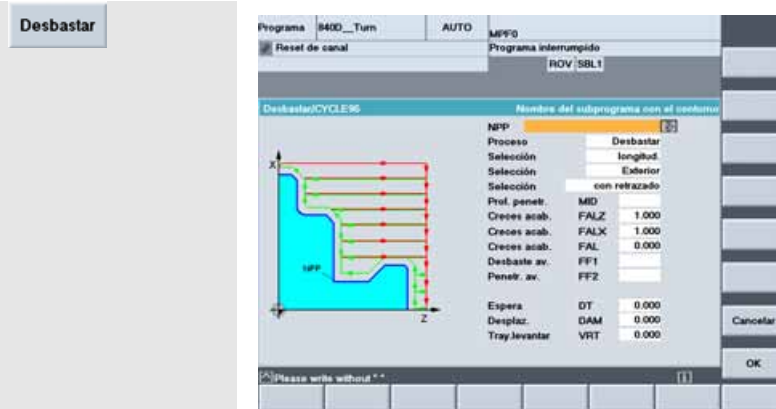 Desbastar
Programa 840D__Turn AUTO MPF0
Reset de canal Programa interrumpido
ROV SBL1
Desbastar/CYCLE95 Nombre del subprograma con el contorno
NPP
Proceso Desbastar
Selección longitud.
Selección Exterior
Selección con retrazado
Prol. penetr. MID
Creces acab. FALZ 1.000
Creces acab. FALX 1.000
Creces acab. FAL 0.000
Desbaste av. FF1
Penetr. av. FF2
Espera DT 0.000
Desplaz. DAM 0.000
Tray.levantar VRT 0.000
X
NPP
Z
Cancelar
OK
Please write without " "